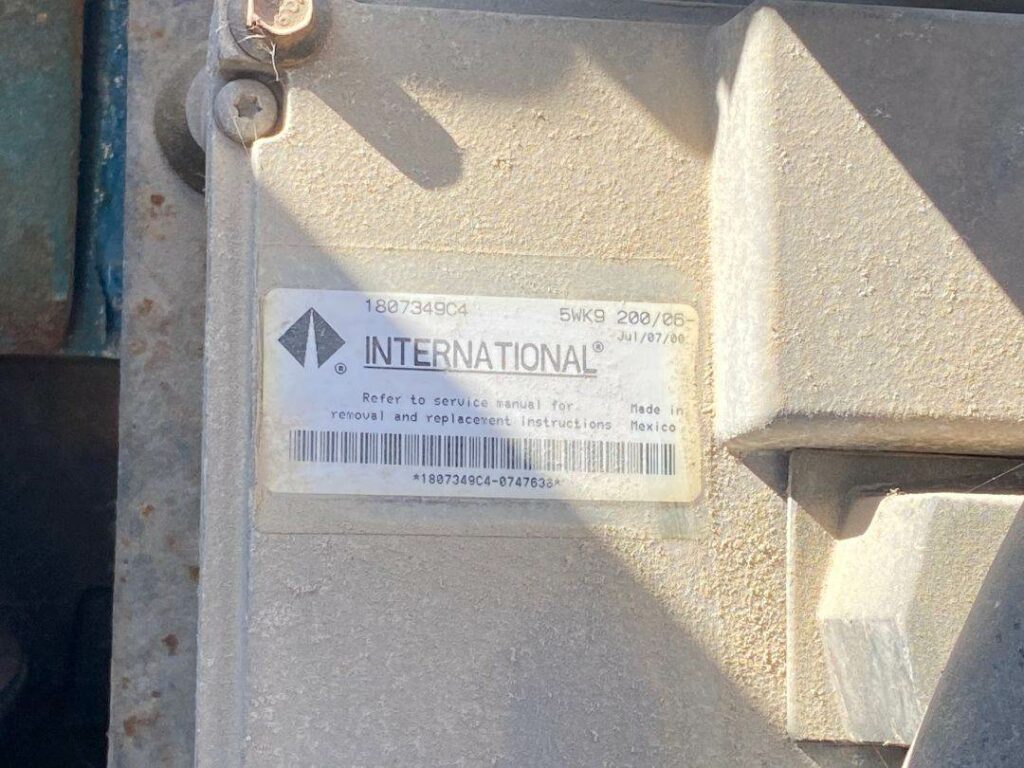 1807349C4 5WK9 200/06-
Jul/07/00
INTERNATIONAL®
®
Refer to service manual for
removal and replacement instructions
Made in
Mexico
*1807349C4-0747638*